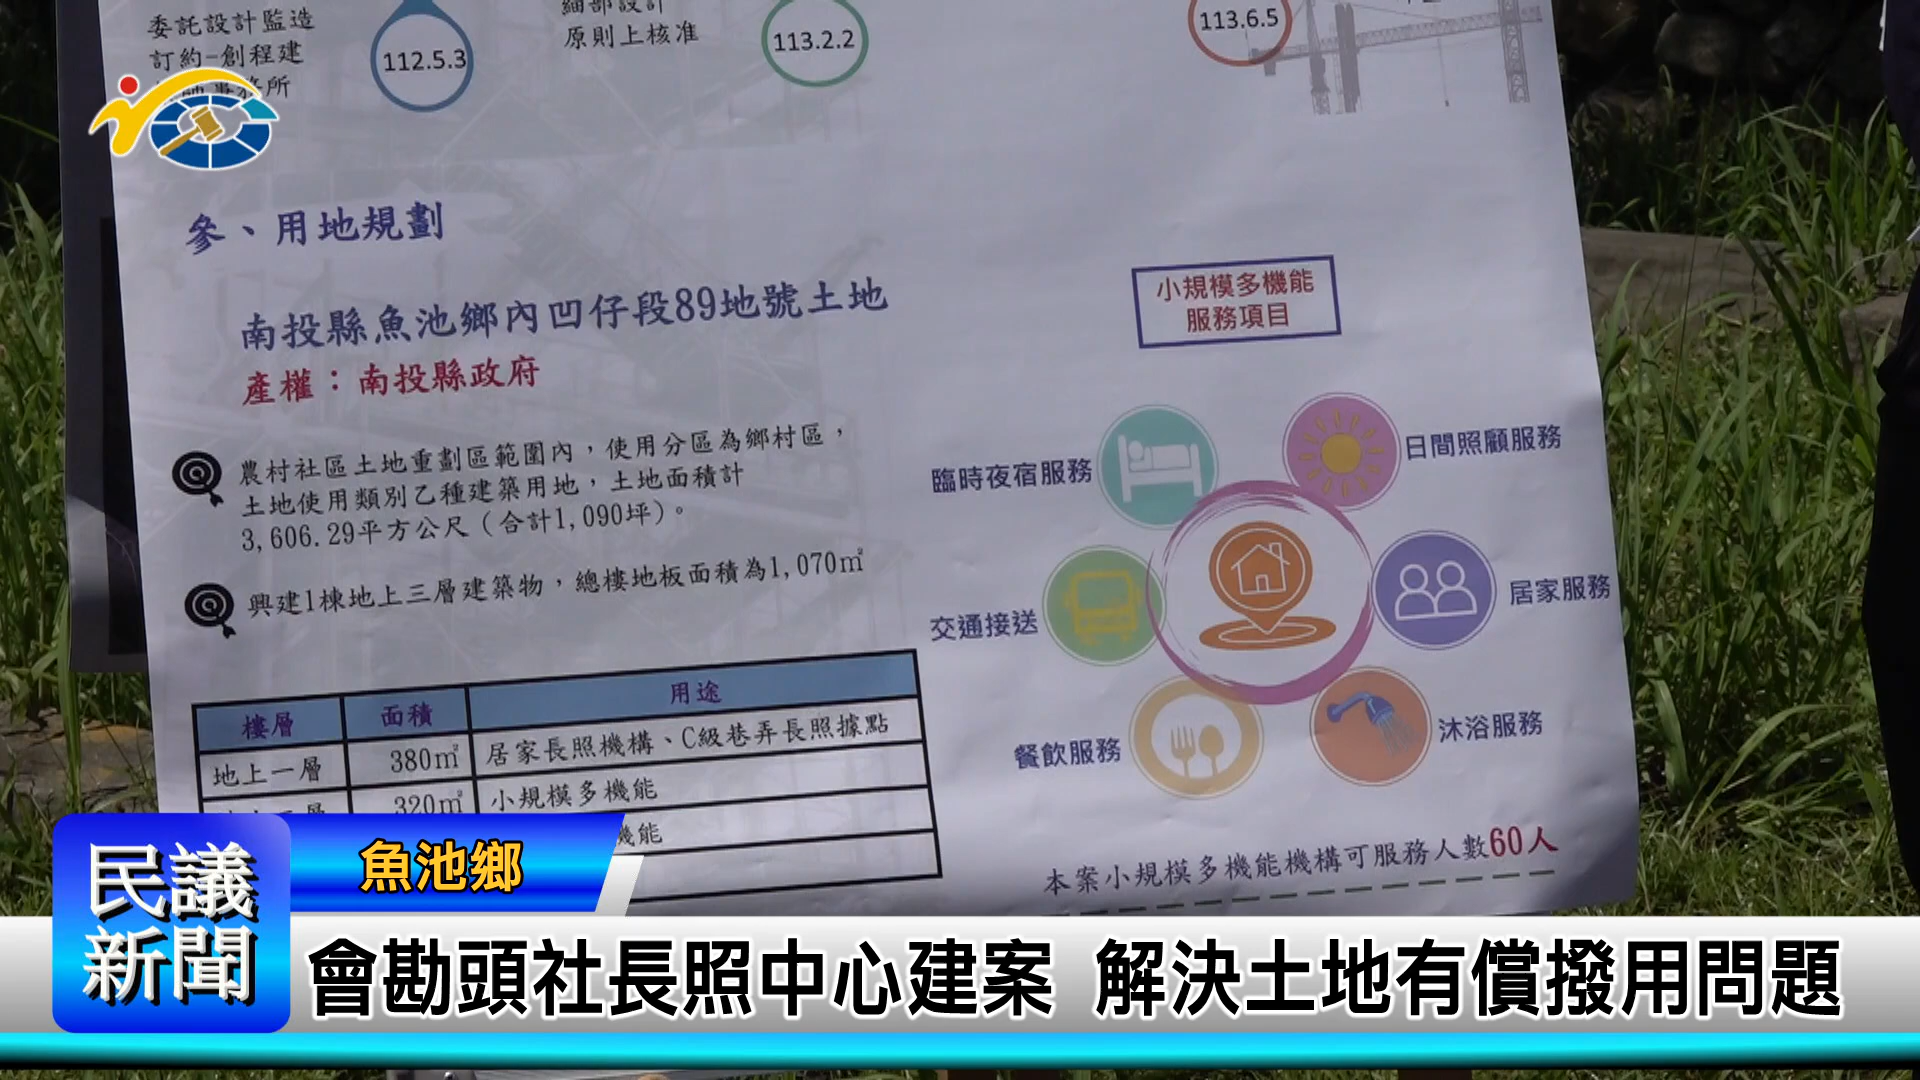 委託設計監造
訂約-創程建
所
112.5.3
細部設計
原則上核准
113.2.2
113.6.5
參、用地規劃
南投縣魚池鄉內凹仔段89地號土地
產權：南投縣政府
農村社區土地重劃區範圍內，使用分區為鄉村區，
土地使用類別乙種建築用地，土地面積計
3,606.29平方公尺（合計1,090坪）。
興建1棟地上三層建築物，總樓地板面積為1,070㎡
樓層 面積 用途
地上一層 380㎡ 居家長照機構、C級巷弄長照據點
320㎡ 小規模多機能
機能
小規模多機能
服務項目
臨時夜宿服務
日間照顧服務
交通接送
居家服務
餐飲服務
沐浴服務
本案小規模多機能機構可服務人數60人
民議
新聞
魚池鄉
會勘頭社長照中心建案 解決土地有償撥用問題